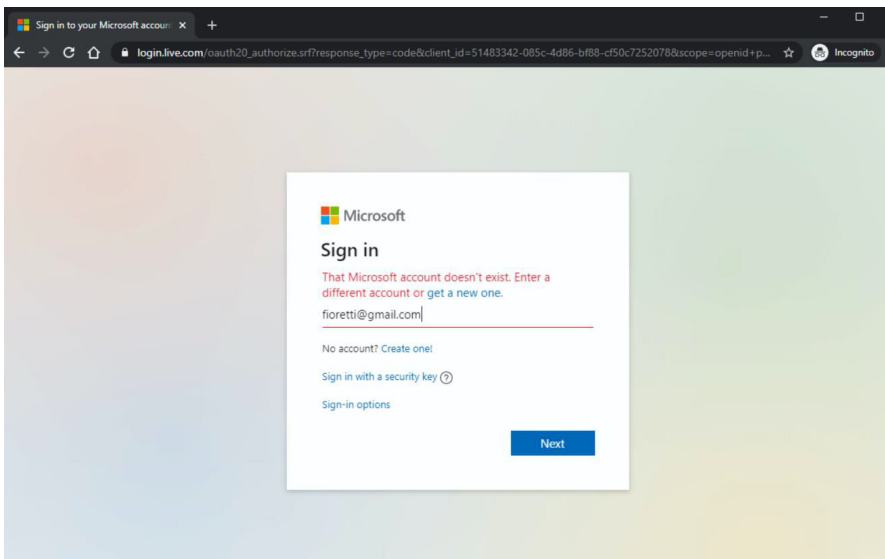 Sign in to your Microsoft accoun
login.live.com/oauth20_authorize.srf?response_type=code&client_id=51483342-085c-4d86-bf88-cf50c7252078&scope=openid+p...
Incognito
Microsoft
Sign in
That Microsoft account doesn't exist. Enter a
different account or get a new one.
fioretti@gmail.com
No account? Create one!
Sign in with a security key
Sign-in options
Next